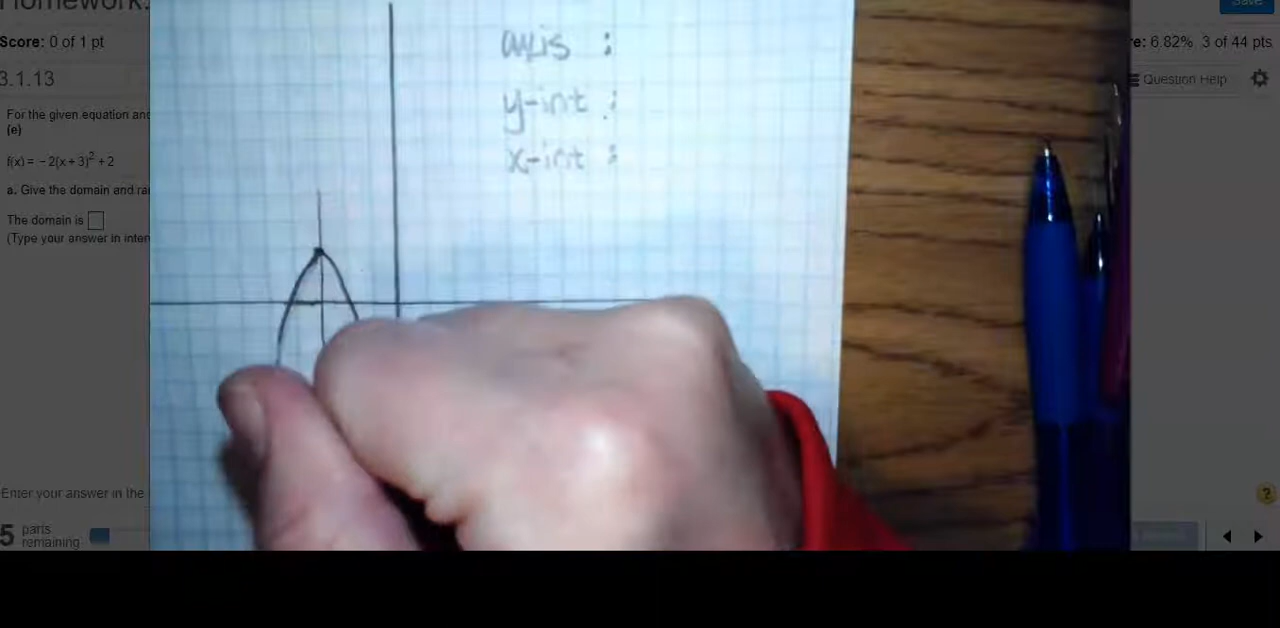 Homework:
Save
Score: 0 of 1 pt
re: 6.82% 3 of 44 pts
3.1.13
Question Help
For the given equation and
(e)
f(x) = −2(x+3)² + 2
a. Give the domain and ra
The domain is
(Type your answer in inter
axis :
y-int :
x-int :
Enter your answer in the
?
5 parts remaining